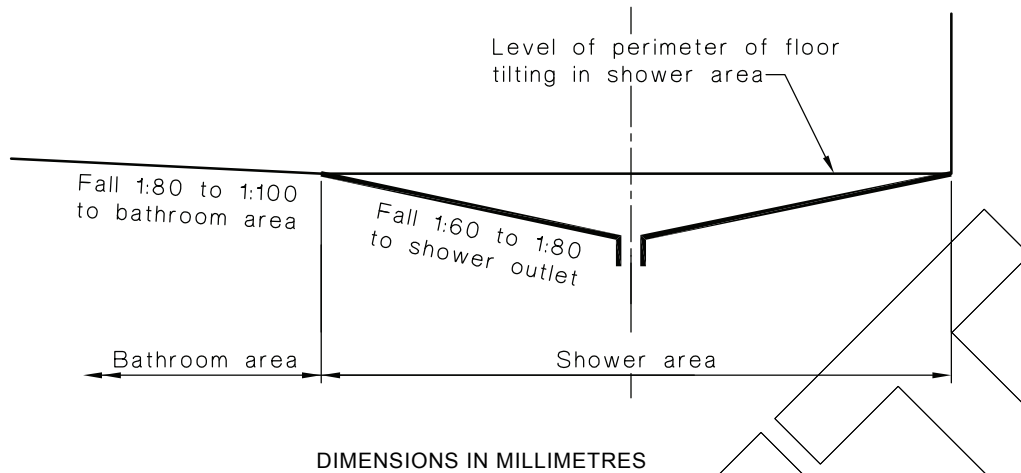 Level of perimeter of floor
tilting in shower area
Fall 1:80 to 1:100
to bathroom area
Fall 1:60 to 1:80
to shower outlet
Bathroom area
Shower area
DIMENSIONS IN MILLIMETRES